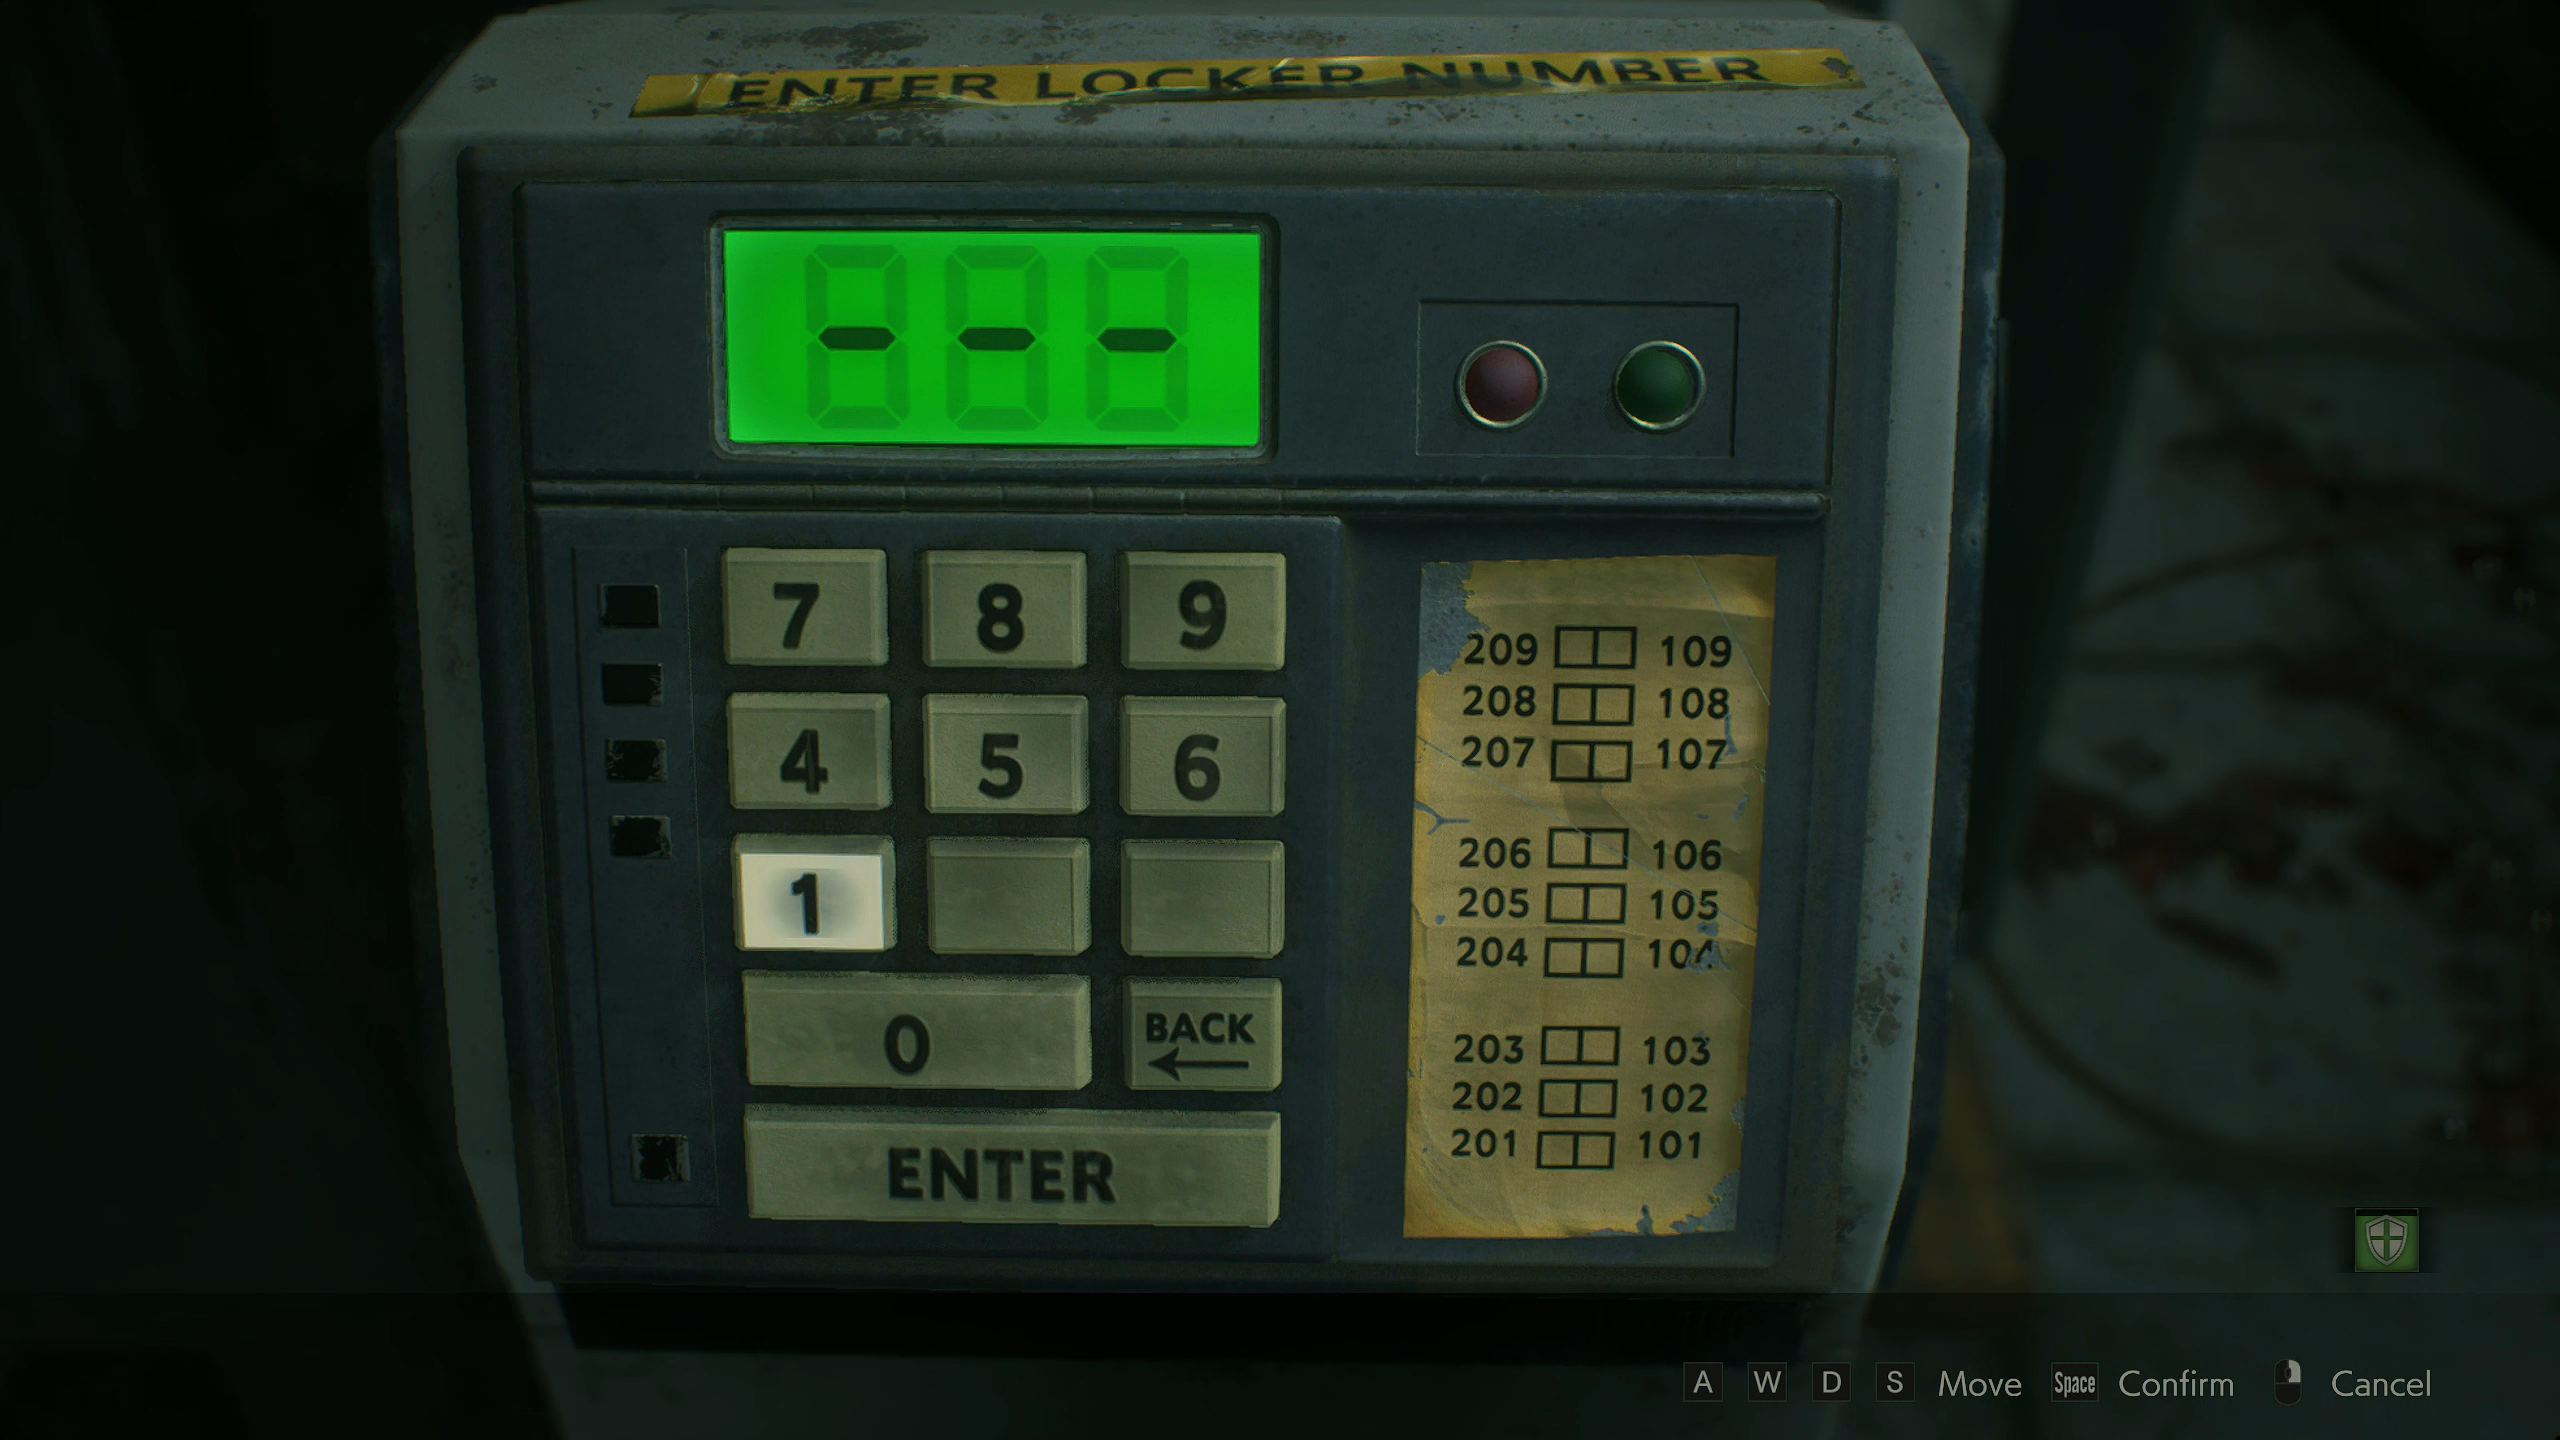 ENTER LOCKER NUMBER
- - -
7 8 9
4 5 6
1
0 BACK
ENTER
209 109
208 108
207 107
206 106
205 105
204 104
203 103
202 102
201 101
A W D S Move Space Confirm Cancel